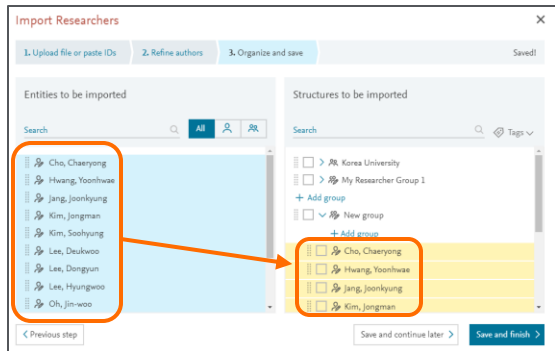 Import Researchers
1. Upload file or paste IDs
2. Refine authors
3. Organize and save
Saved!
Entities to be imported
Search
All
Cho, Chaeryong
Hwang, Yoonhwae
Jang, Joonkyung
Kim, Jongman
Kim, Soohyung
Lee, Deukwoo
Lee, Dongyun
Lee, Hyungwoo
Oh, Jin-woo
Structures to be imported
Search
Tags
Korea University
My Researcher Group 1
+ Add group
New group
+ Add group
Cho, Chaeryong
Hwang, Yoonhwae
Jang, Joonkyung
Kim, Jongman
Previous step
Save and continue later
Save and finish